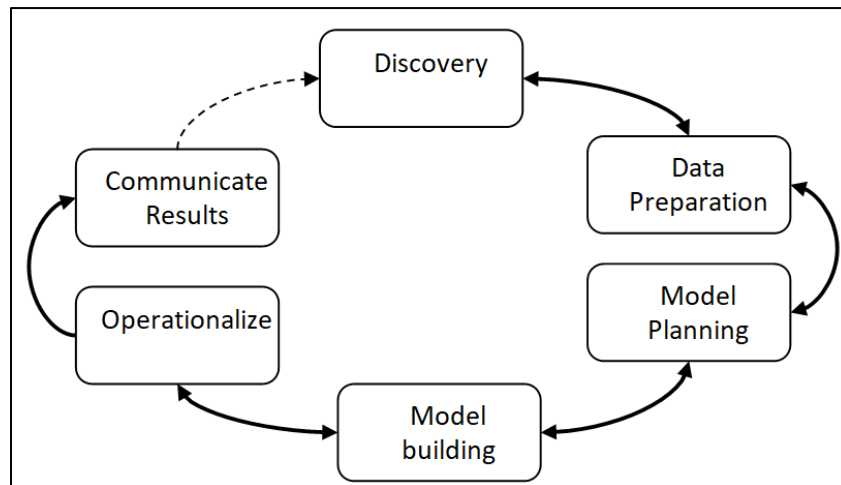 Discovery
Data
Preparation
Model
Planning
Model
building
Operationalize
Communicate
Results